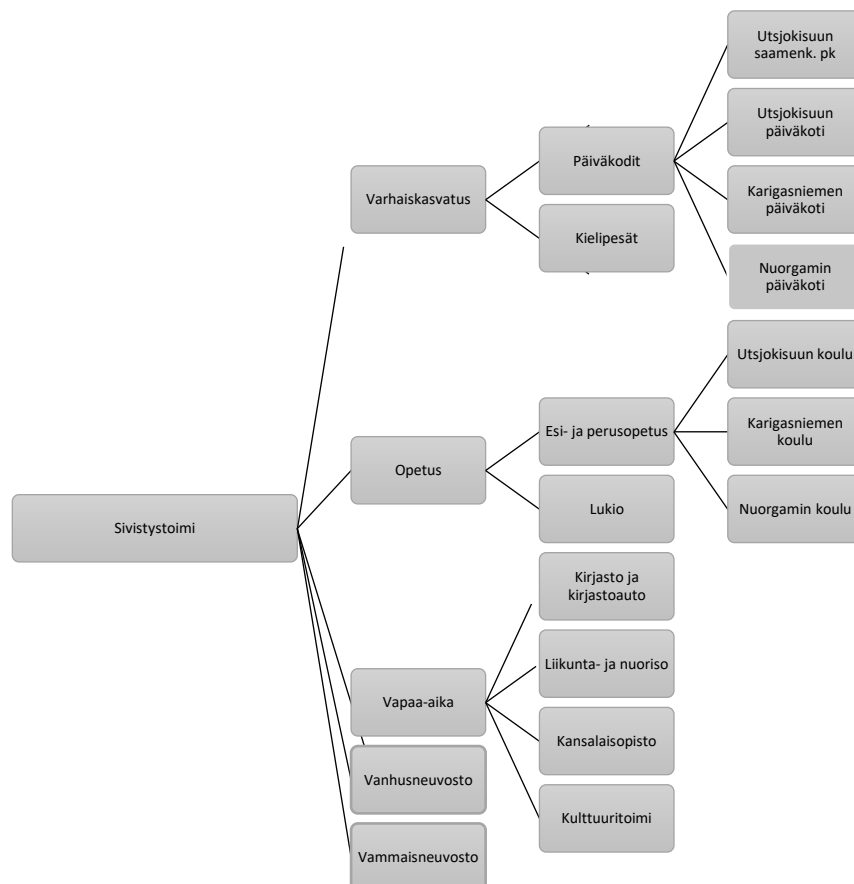 Sivistystoimi
Varhaiskasvatus
Päiväkodit
Utsjokisuun
saamenk. pk
Utsjokisuun
päiväkoti
Karigasniemen
päiväkoti
Nuorgamin
päiväkoti
Kielipesät
Opetus
Esi- ja perusopetus
Utsjokisuun koulu
Karigasniemen
koulu
Nuorgamin koulu
Lukio
Vapaa-aika
Kirjasto ja
kirjastoauto
Liikunta- ja nuoriso
Kansalaisopisto
Kulttuuritoimi
Vanhusneuvosto
Vammaisneuvosto